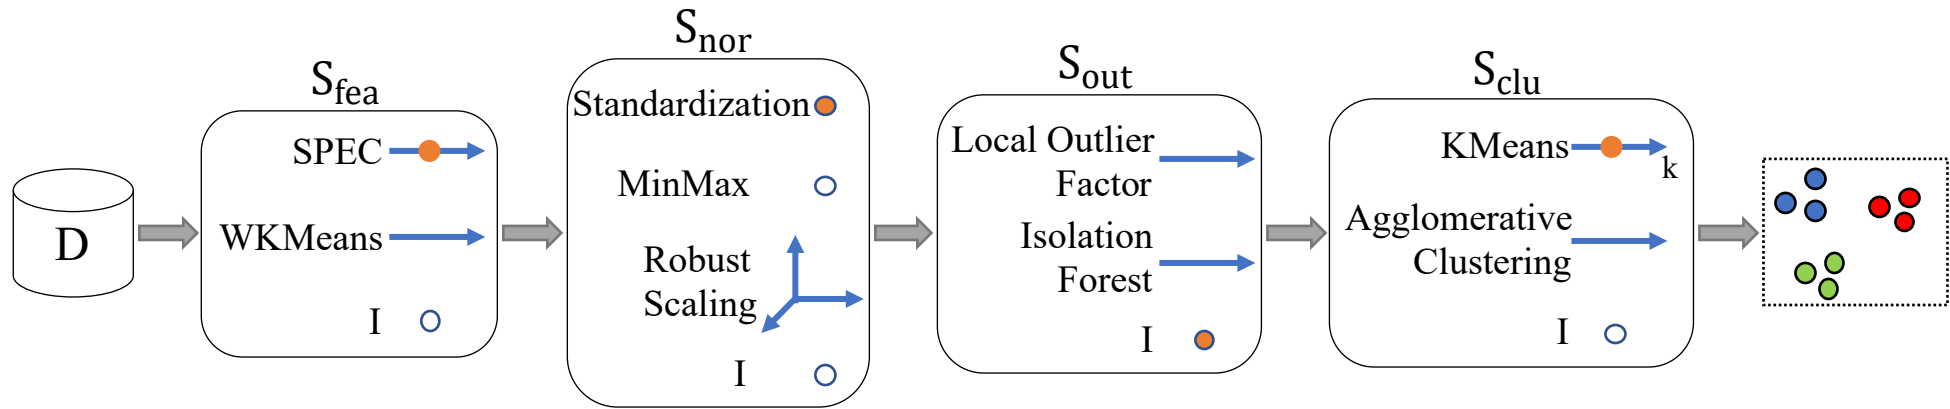 D
S_fea
SPEC
WKMeans
I
S_nor
Standardization
MinMax
Robust
Scaling
I
S_out
Local Outlier
Factor
Isolation
Forest
I
S_clu
KMeans
k
Agglomerative
Clustering
I